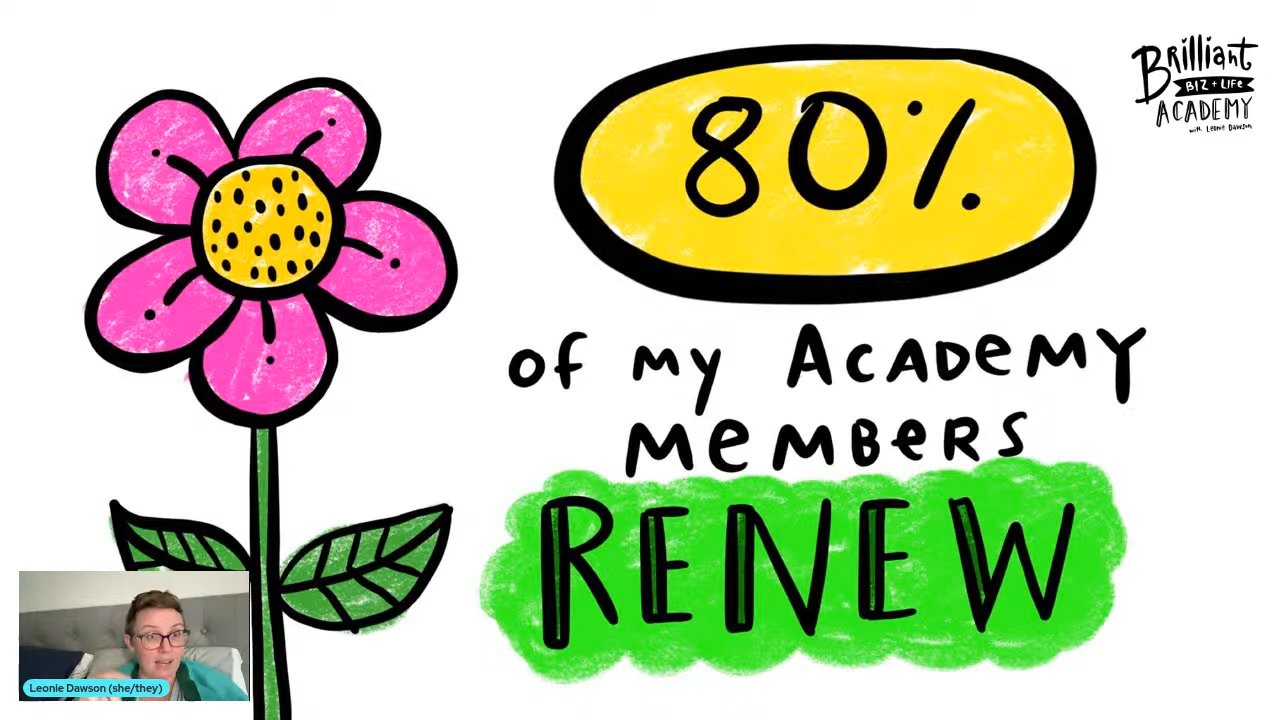 Brilliant
BIZ + LIFE
ACADEMY
with Leonie Dawson
80%
of my ACADEMY
MEMBERS
RENEW
Leonie Dawson (she/they)